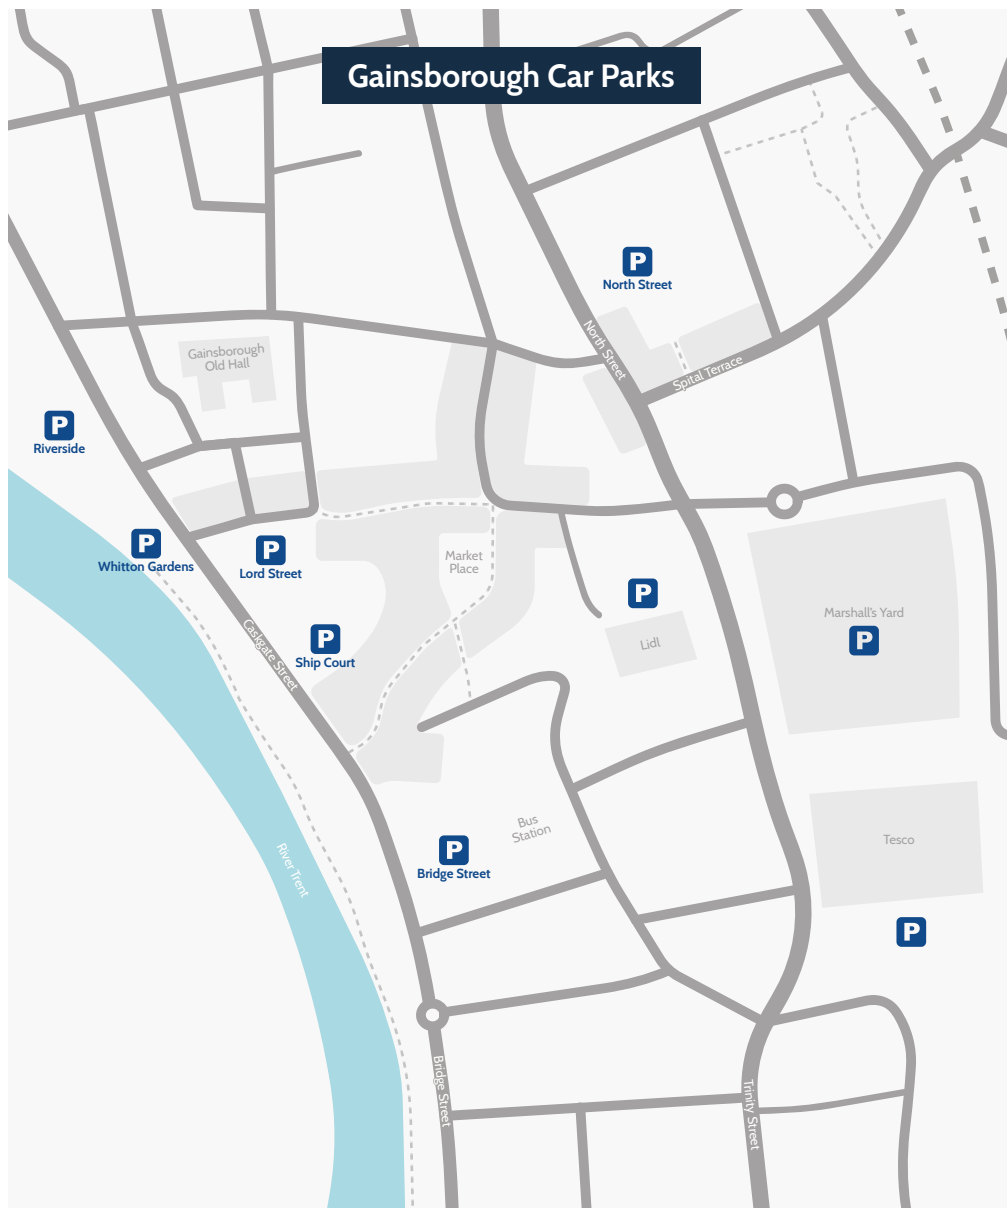 Gainsborough Car Parks
P
North Street
North Street
Spital Terrace
Gainsborough
Old Hall
P
Riverside
P
Whitton Gardens
P
Lord Street
Market
Place
P
Lidl
Marshall's Yard
P
Caskgate Street
P
Ship Court
Bus
Station
P
Bridge Street
Tesco
P
River Trent
Bridge Street
Trinity Street